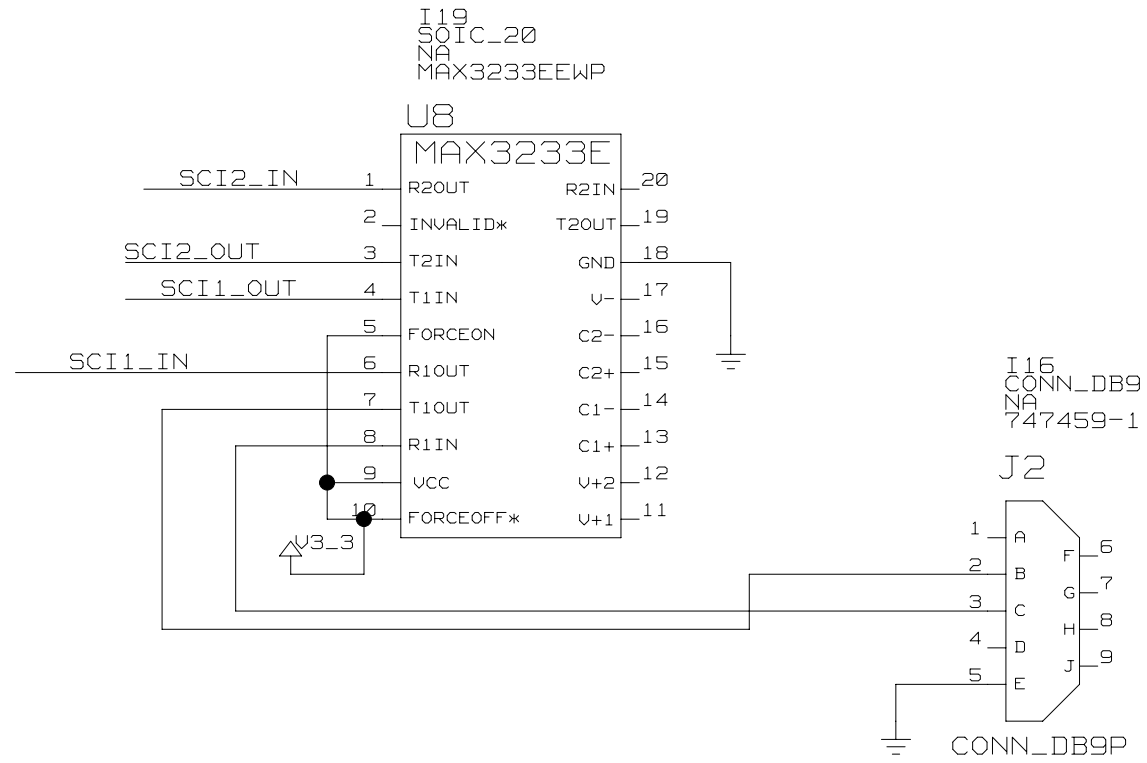 I19
SOIC_20
NA
MAX3233EEWP
U8
MAX3233E
SCI2_IN 1 R2OUT R2IN 20
2 INVALID* T2OUT 19
SCI2_OUT 3 T2IN GND 18
SCI1_OUT 4 T1IN V- 17
5 FORCEON C2- 16
SCI1_IN 6 R1OUT C2+ 15
7 T1OUT C1- 14
8 R1IN C1+ 13
9 VCC V+2 12
10 FORCEOFF* V+1 11
V3_3
I16
CONN_DB9
NA
747459-1
J2
1 A
F 6
2 B
G 7
3 C
H 8
4 D
J 9
5 E
CONN_DB9P